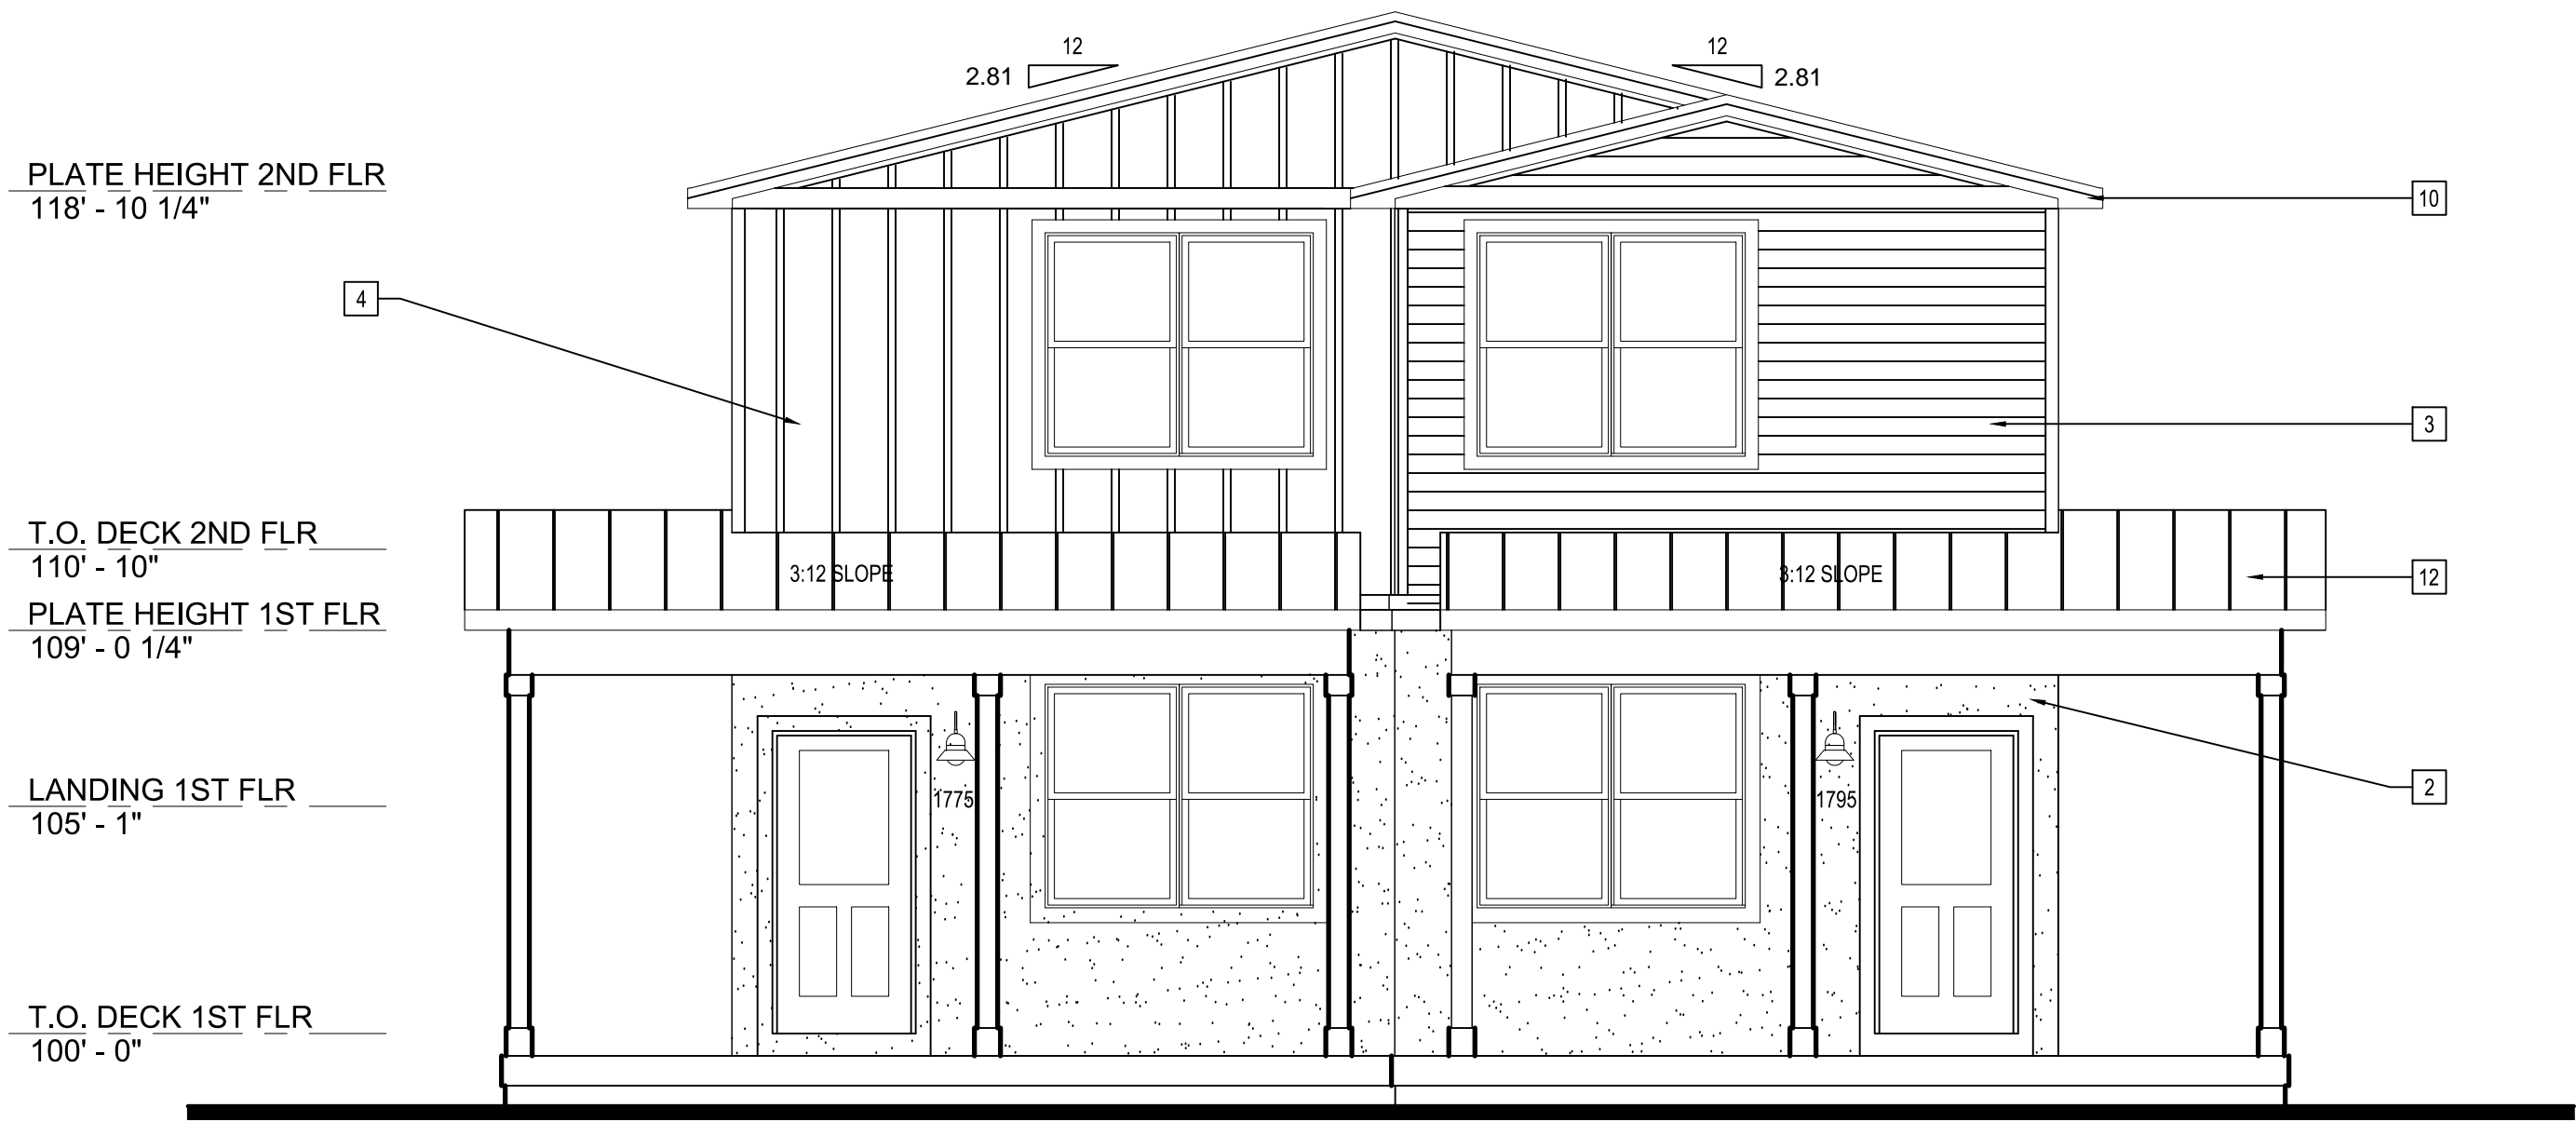 12
12
2.81
2.81
PLATE HEIGHT 2ND FLR
118' - 10 1/4"
10
4
3
T.O. DECK 2ND FLR
110' - 10"
3:12 SLOPE
3:12 SLOPE
12
PLATE HEIGHT 1ST FLR
109' - 0 1/4"
LANDING 1ST FLR
105' - 1"
1775
1795
2
T.O. DECK 1ST FLR
100' - 0"